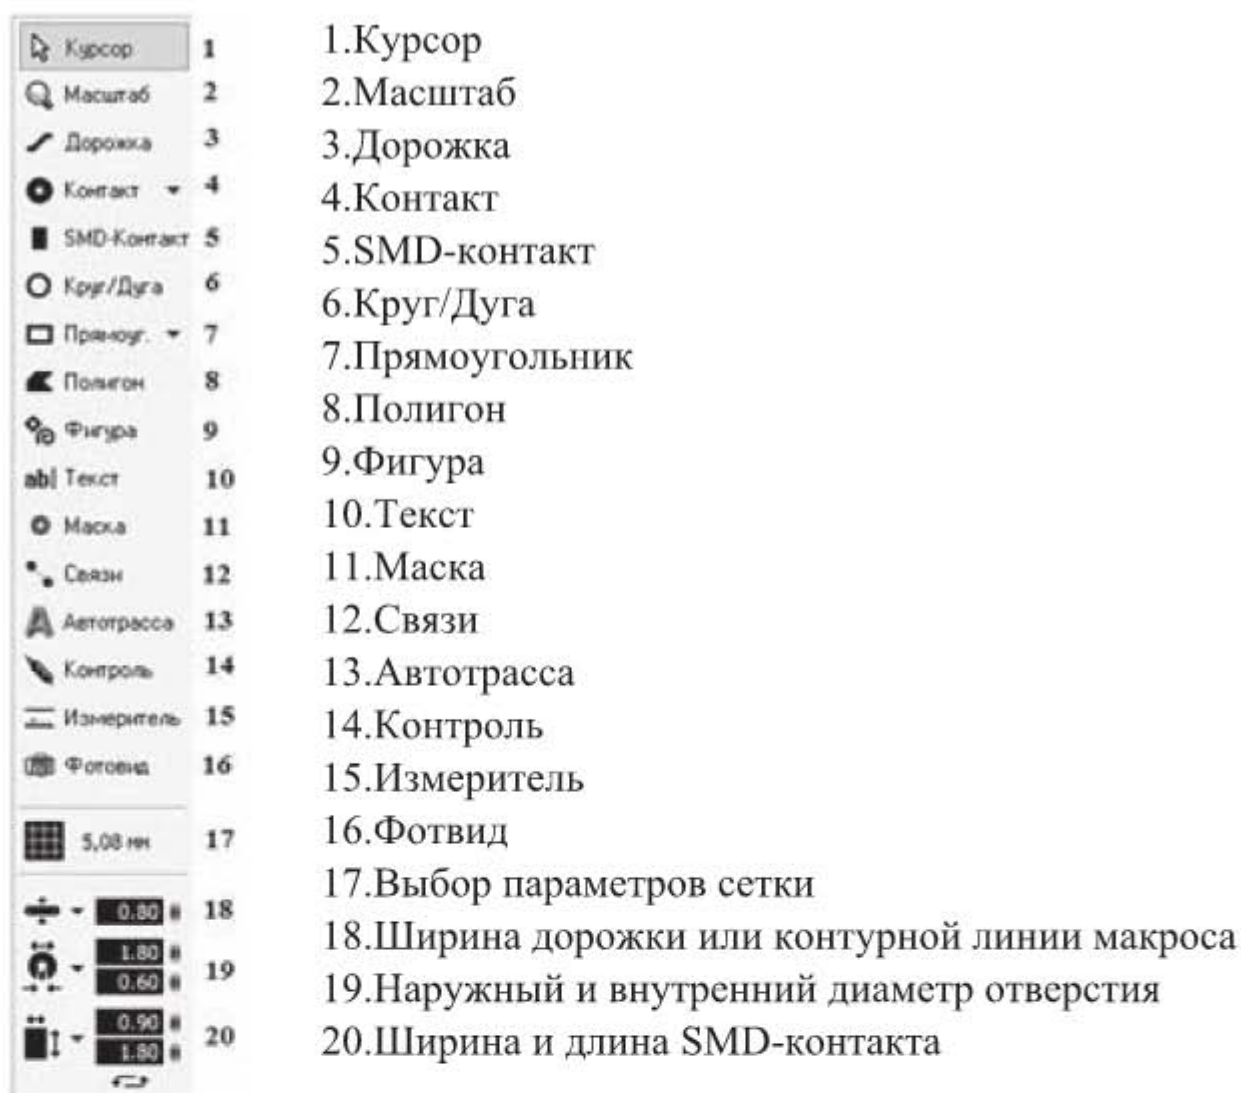 Курсор 1
Масштаб 2
Дорожка 3
Контакт 4
SMD-Контакт 5
Круг/Дуга 6
Прямоуг. 7
Полигон 8
Фигура 9
ab| Текст 10
Маска 11
Связи 12
Автотрасса 13
Контроль 14
Измеритель 15
Фотовид 16
5,08 мм 17
0.80 18
1.80
0.60 19
0.90
1.80 20
1.Курсор
2.Масштаб
3.Дорожка
4.Контакт
5.SMD-контакт
6.Круг/Дуга
7.Прямоугольник
8.Полигон
9.Фигура
10.Текст
11.Маска
12.Связи
13.Автотрасса
14.Контроль
15.Измеритель
16.Фотвид
17.Выбор параметров сетки
18.Ширина дорожки или контурной линии макроса
19.Наружный и внутренний диаметр отверстия
20.Ширина и длина SMD-контакта